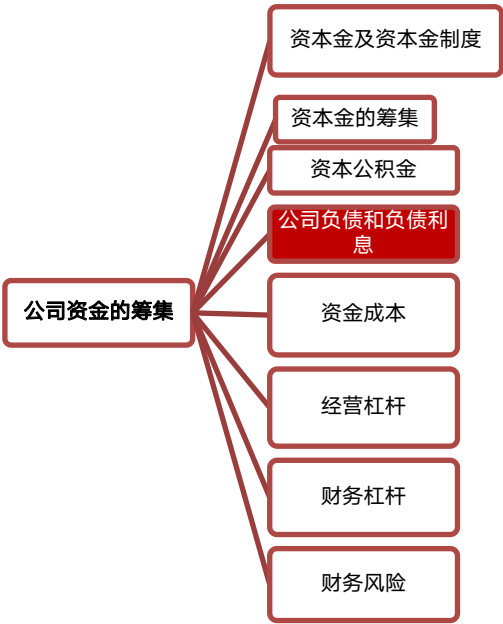 资本金及资本金制度
资本金的筹集
资本公积金
公司负债和负债利
息
公司资金的筹集
资金成本
经营杠杆
财务杠杆
财务风险